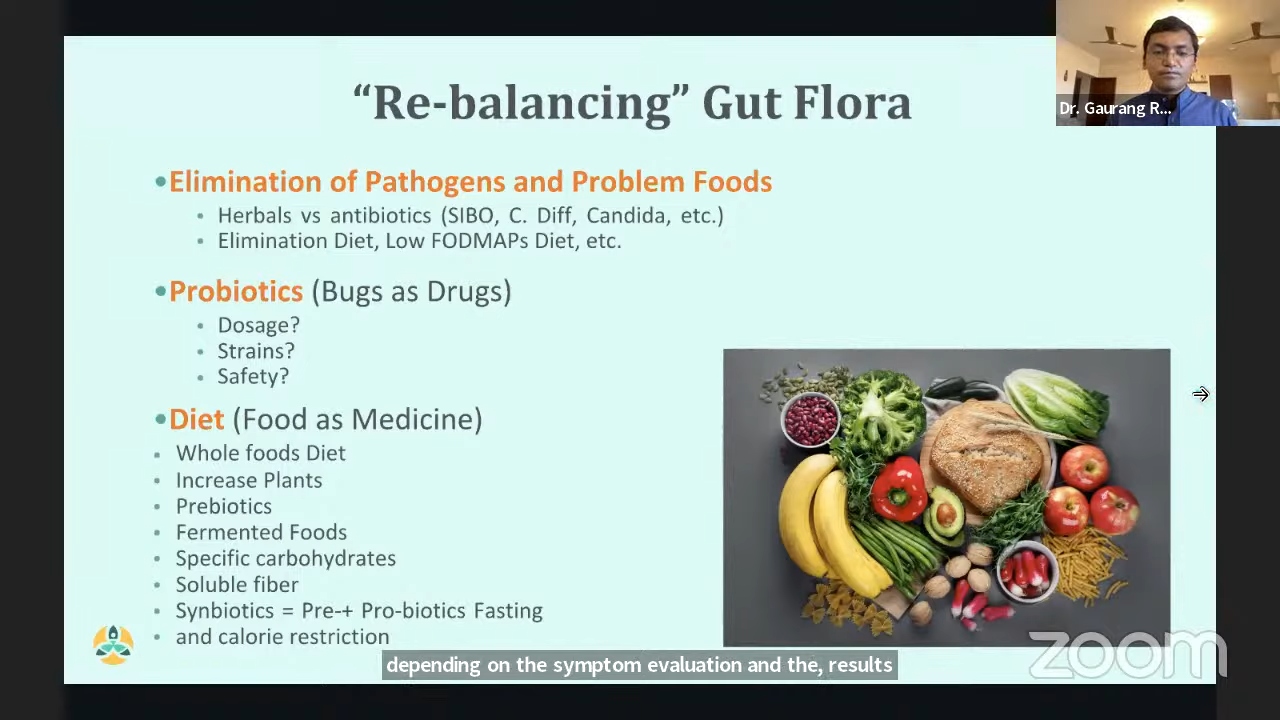 “Re-balancing” Gut Flora
Dr. Gaurang R...
•Elimination of Pathogens and Problem Foods
• Herbals vs antibiotics (SIBO, C. Diff, Candida, etc.)
• Elimination Diet, Low FODMAPs Diet, etc.
•Probiotics (Bugs as Drugs)
• Dosage?
• Strains?
• Safety?
•Diet (Food as Medicine)
• Whole foods Diet
• Increase Plants
• Prebiotics
• Fermented Foods
• Specific carbohydrates
• Soluble fiber
• Synbiotics = Pre-+ Pro-biotics Fasting
• and calorie restriction
depending on the symptom evaluation and the, results
zoom